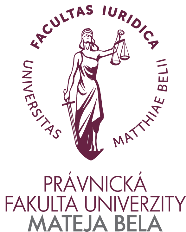 FACULTAS IURIDICA
UNIVERSITAS MATTHIAE BELII
PRÁVNICKÁ
FAKULTA UNIVERZITY
MATEJA BELA